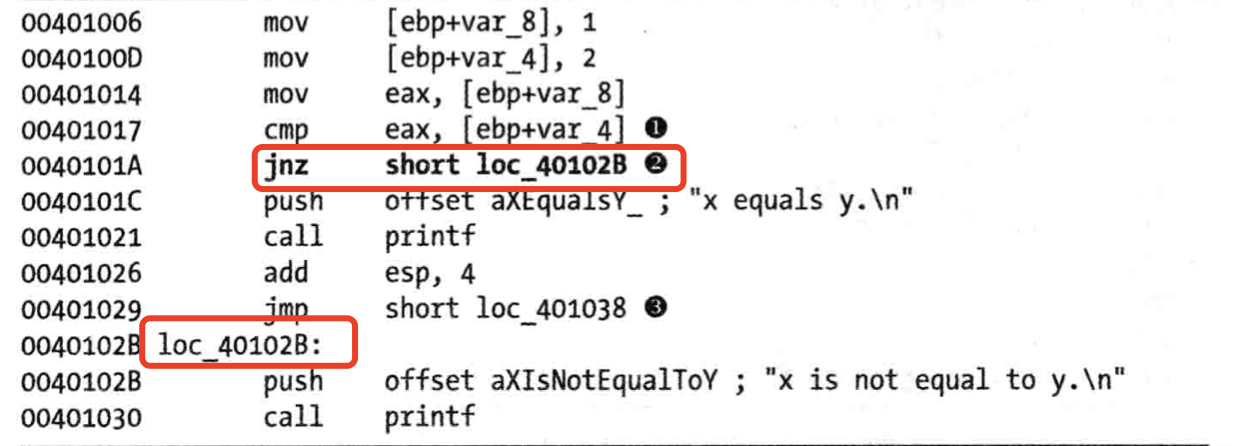 00401006 mov [ebp+var_8], 1
0040100D mov [ebp+var_4], 2
00401014 mov eax, [ebp+var_8]
00401017 cmp eax, [ebp+var_4] ❶
0040101A jnz short loc_40102B ❷
0040101C push offset aXEqualsY_ ; "x equals y.\n"
00401021 call printf
00401026 add esp, 4
00401029 jmp short loc_401038 ❸
0040102B loc_40102B:
0040102B push offset aXIsNotEqualToY ; "x is not equal to y.\n"
00401030 call printf